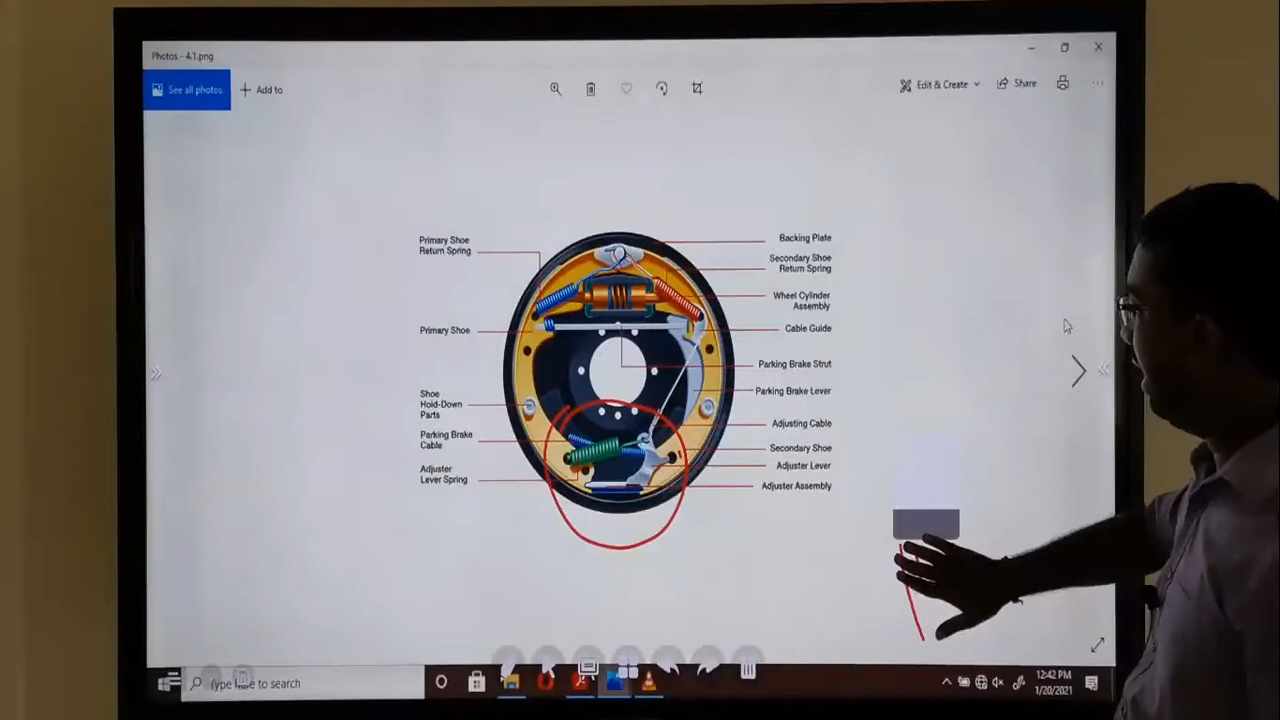 Photos - 4.1.png
See all photos
Add to
Edit & Create
Share
Primary Shoe
Return Spring
Primary Shoe
Shoe
Hold-Down
Parts
Parking Brake
Cable
Adjuster
Lever Spring
Backing Plate
Secondary Shoe
Return Spring
Wheel Cylinder
Assembly
Cable Guide
Parking Brake Strut
Parking Brake Lever
Adjusting Cable
Secondary Shoe
Adjuster Lever
Adjuster Assembly
Type here to search
12:42 PM
1/20/2021